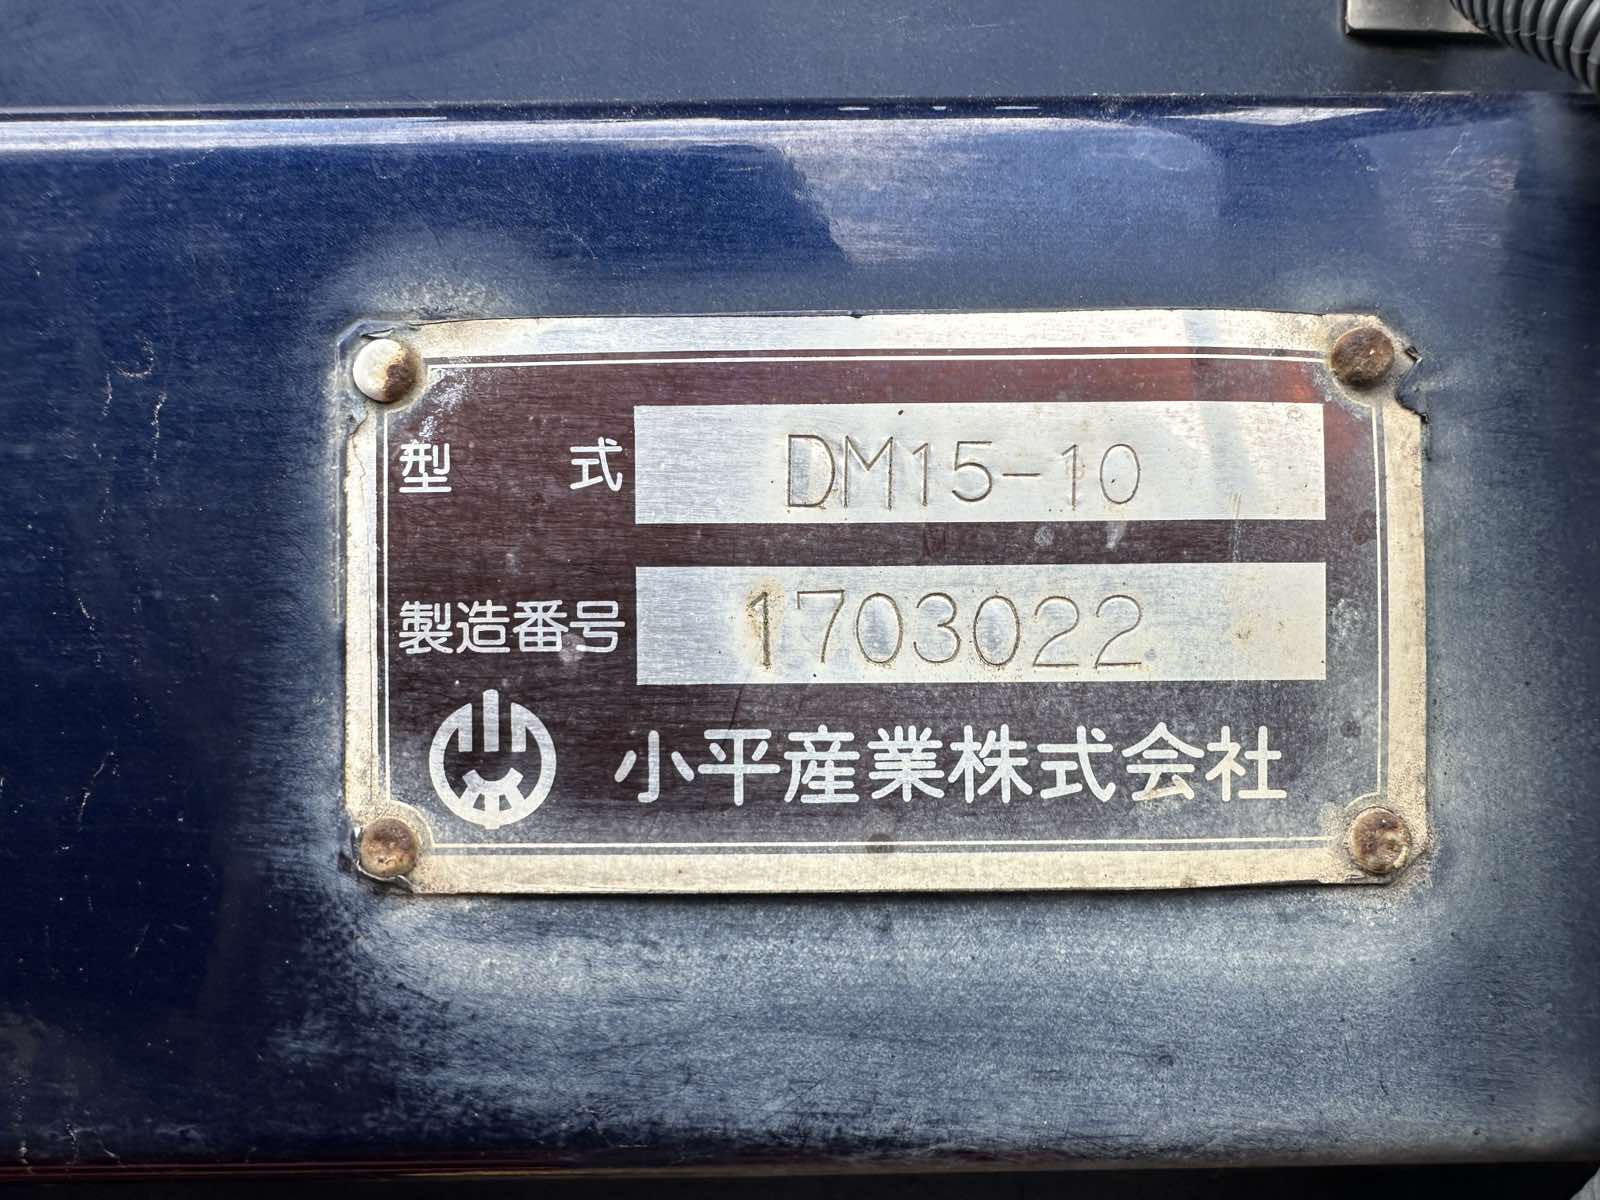 型式 DM15-10
製造番号 1703022
小平産業株式会社